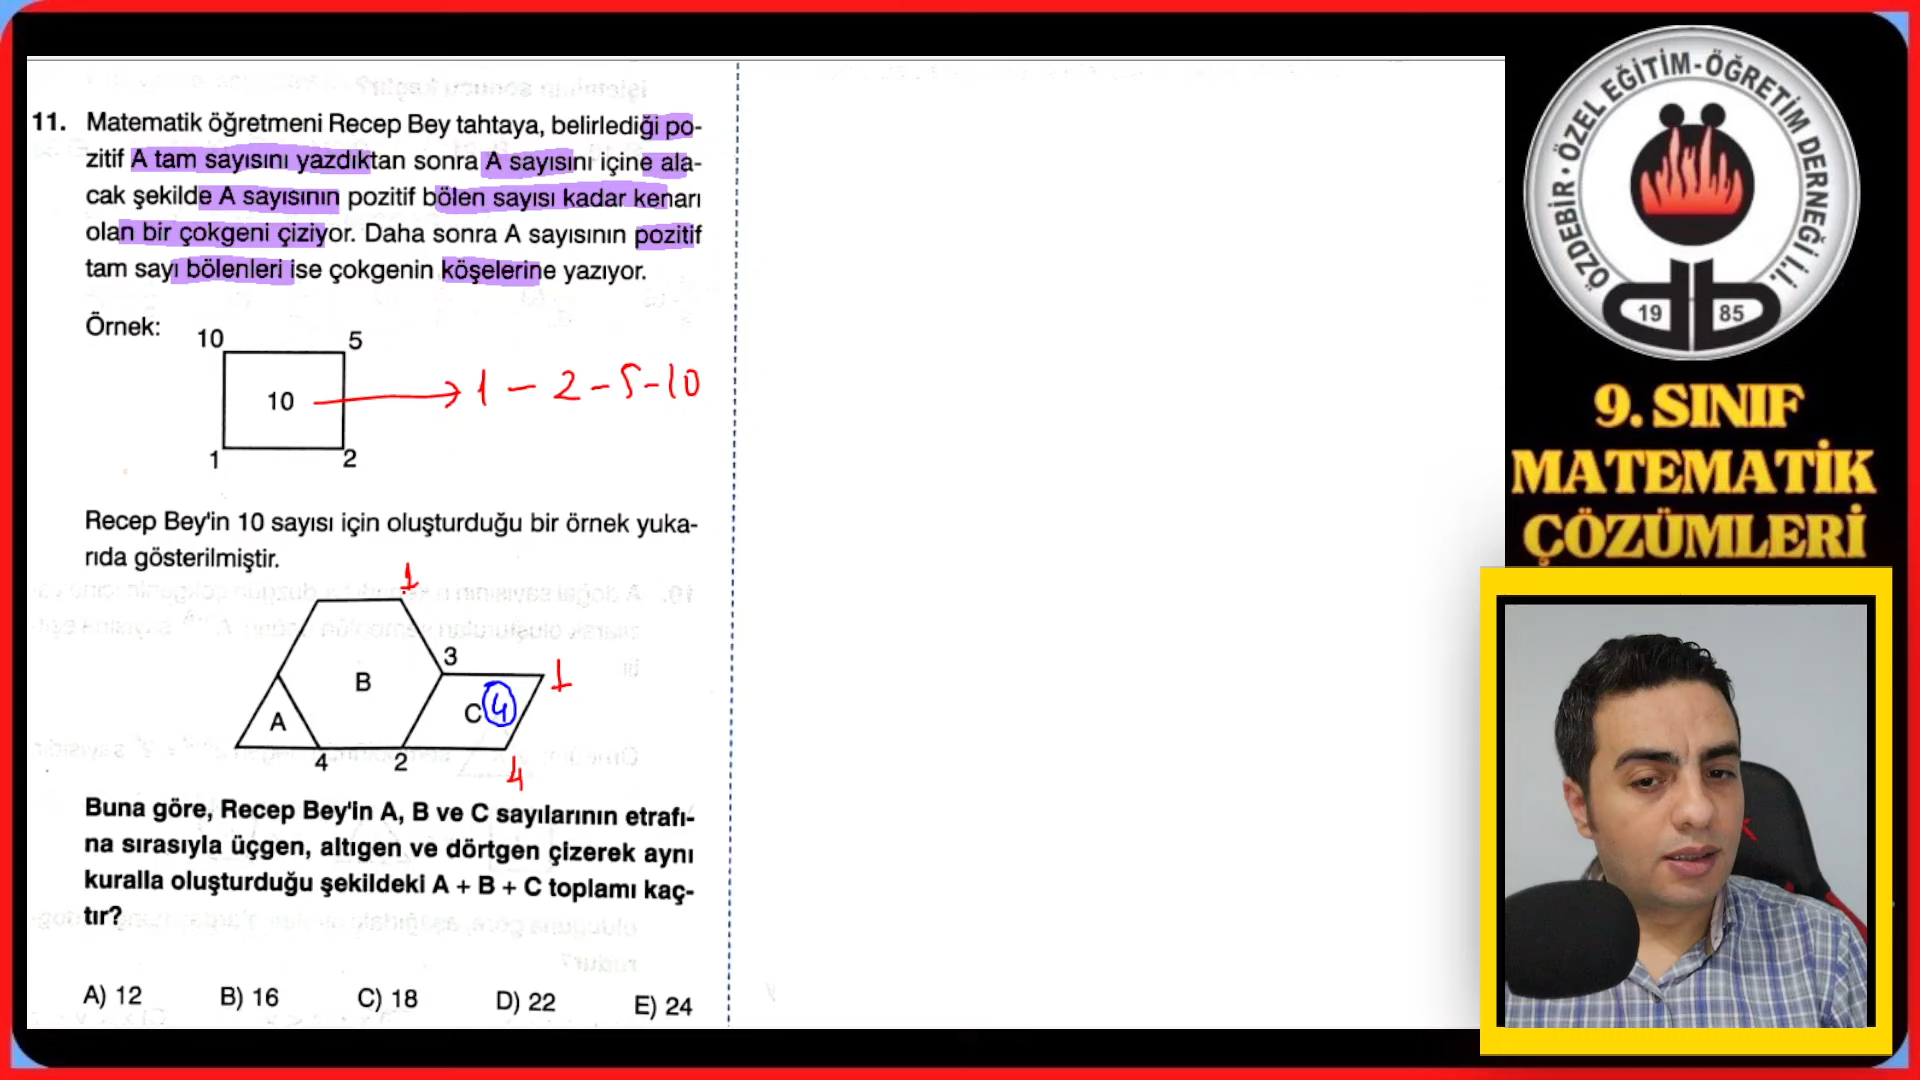 11. Matematik öğretmeni Recep Bey tahtaya, belirlediği po-
zitif A tam sayısını yazdıktan sonra A sayısını içine ala-
cak şekilde A sayısının pozitif bölen sayısı kadar kenarı
olan bir çokgeni çiziyor. Daha sonra A sayısının pozitif
tam sayı bölenleri ise çokgenin köşelerine yazıyor.
Örnek:
10 5
10
1 2
1 - 2 - 5 - 10
Recep Bey'in 10 sayısı için oluşturduğu bir örnek yuka-
rıda gösterilmiştir.
1
3
B
1
A
C 4
4 2
4
Buna göre, Recep Bey'in A, B ve C sayılarının etrafı-
na sırasıyla üçgen, altıgen ve dörtgen çizerek aynı
kuralla oluşturduğu şekildeki A + B + C toplamı kaç-
tır?
A) 12 B) 16 C) 18 D) 22 E) 24
ÖZDEBİR · ÖZEL EĞİTİM - ÖĞRETİM DERNEĞİ İ.İ.
19 85
9. SINIF
MATEMATİK
ÇÖZÜMLERİ